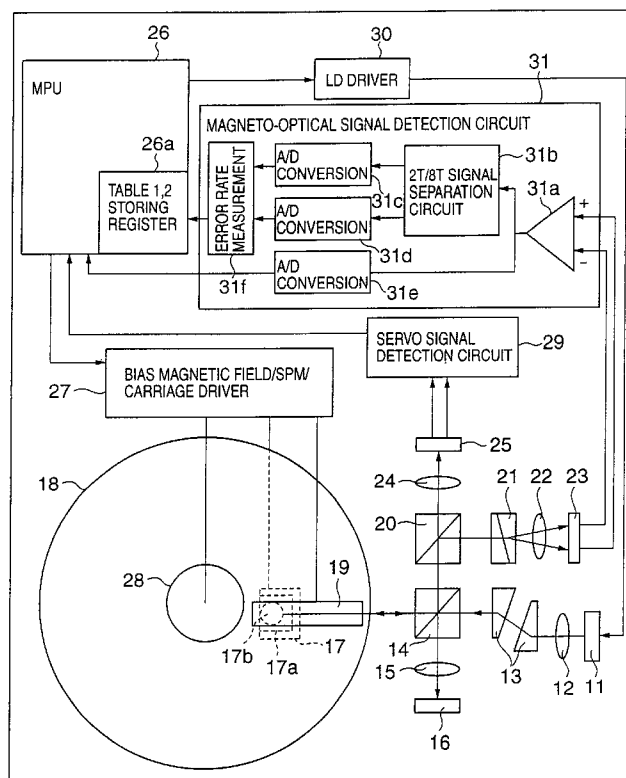 26
30
MPU
LD DRIVER
31
MAGNETO-OPTICAL SIGNAL DETECTION CIRCUIT
26a
TABLE 1,2
STORING
REGISTER
ERROR RATE
MEASUREMENT
31f
A/D
CONVERSION
31c
A/D
CONVERSION
31d
A/D
CONVERSION
31e
2T/8T SIGNAL
SEPARATION
CIRCUIT
31b
31a
+
−
SERVO SIGNAL
DETECTION CIRCUIT
29
27
BIAS MAGNETIC FIELD/SPM/
CARRIAGE DRIVER
25
18
24
21
22
23
20
28
19
17b
17a
17
14
15
13
12
11
16